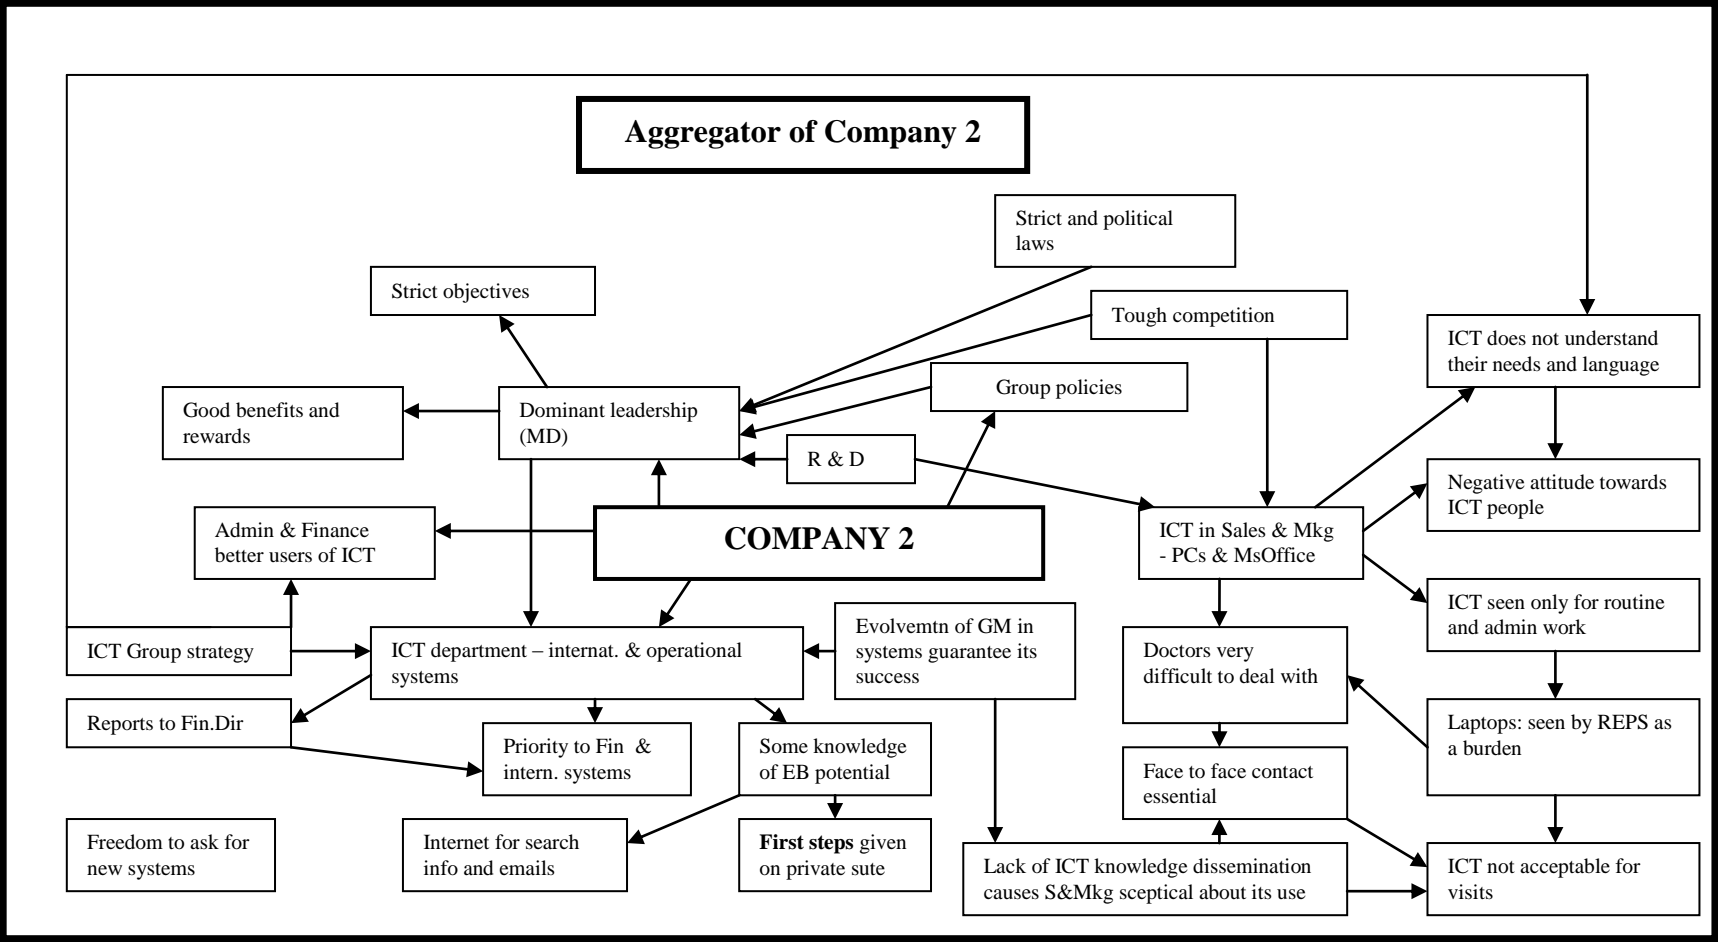 Aggregator of Company 2
Strict and political
laws
Strict objectives
Tough competition
ICT does not understand
their needs and language
Group policies
Good benefits and
rewards
Dominant leadership
(MD)
R & D
Negative attitude towards
ICT people
Admin & Finance
better users of ICT
COMPANY 2
ICT in Sales & Mkg
- PCs & MsOffice
ICT seen only for routine
and admin work
ICT Group strategy
ICT department – internat. & operational
systems
Evolvemtn of GM in
systems guarantee its
success
Doctors very
difficult to deal with
Reports to Fin.Dir
Priority to Fin &
intern. systems
Some knowledge
of EB potential
Laptops: seen by REPS as
a burden
Face to face contact
essential
Freedom to ask for
new systems
Internet for search
info and emails
First steps given
on private sute
Lack of ICT knowledge dissemination
causes S&Mkg sceptical about its use
ICT not acceptable for
visits